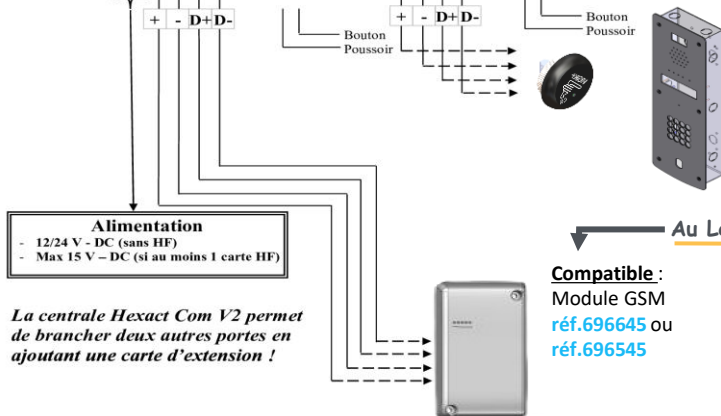 + - D+ D-
Bouton
Poussoir
+ - D+ D-
Bouton
Poussoir
Alimentation
- 12/24 V - DC (sans HF)
- Max 15 V – DC (si au moins 1 carte HF)
La centrale Hexact Com V2 permet
de brancher deux autres portes en
ajoutant une carte d'extension !
Au
Compatible :
Module GSM
réf.696645 ou
réf.696545